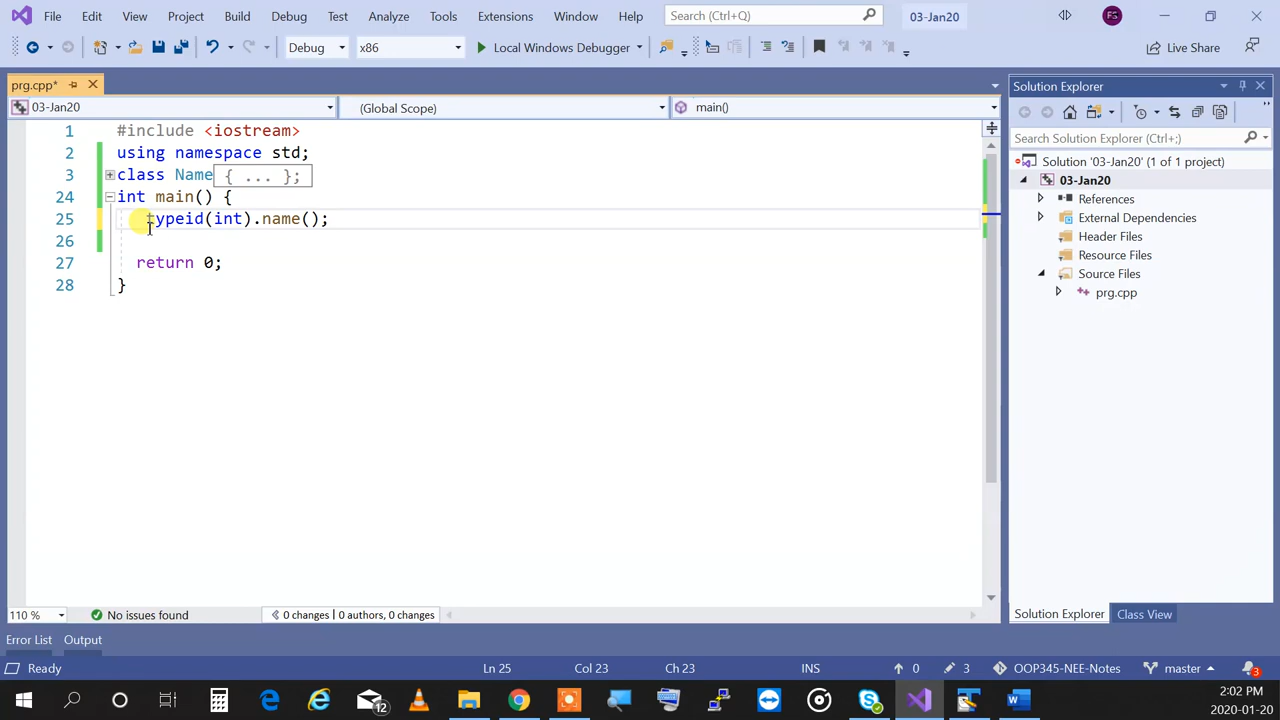 File Edit View Project Build Debug Test Analyze Tools Extensions Window Help Search (Ctrl+Q) 03-Jan20 FS
Debug x86 Local Windows Debugger Live Share
prg.cpp*
03-Jan20 (Global Scope) main()
1 #include <iostream>
2 using namespace std;
3 class Name { ... };
24 int main() {
25 typeid(int).name();
26
27 return 0;
28 }
Solution Explorer
Search Solution Explorer (Ctrl+;)
Solution '03-Jan20' (1 of 1 project)
03-Jan20
References
External Dependencies
Header Files
Resource Files
Source Files
prg.cpp
110 % No issues found 0 changes | 0 authors, 0 changes
Solution Explorer Class View
Error List Output
Ready Ln 25 Col 23 Ch 23 INS 0 3 OOP345-NEE-Notes master 3
12
2:02 PM
2020-01-20